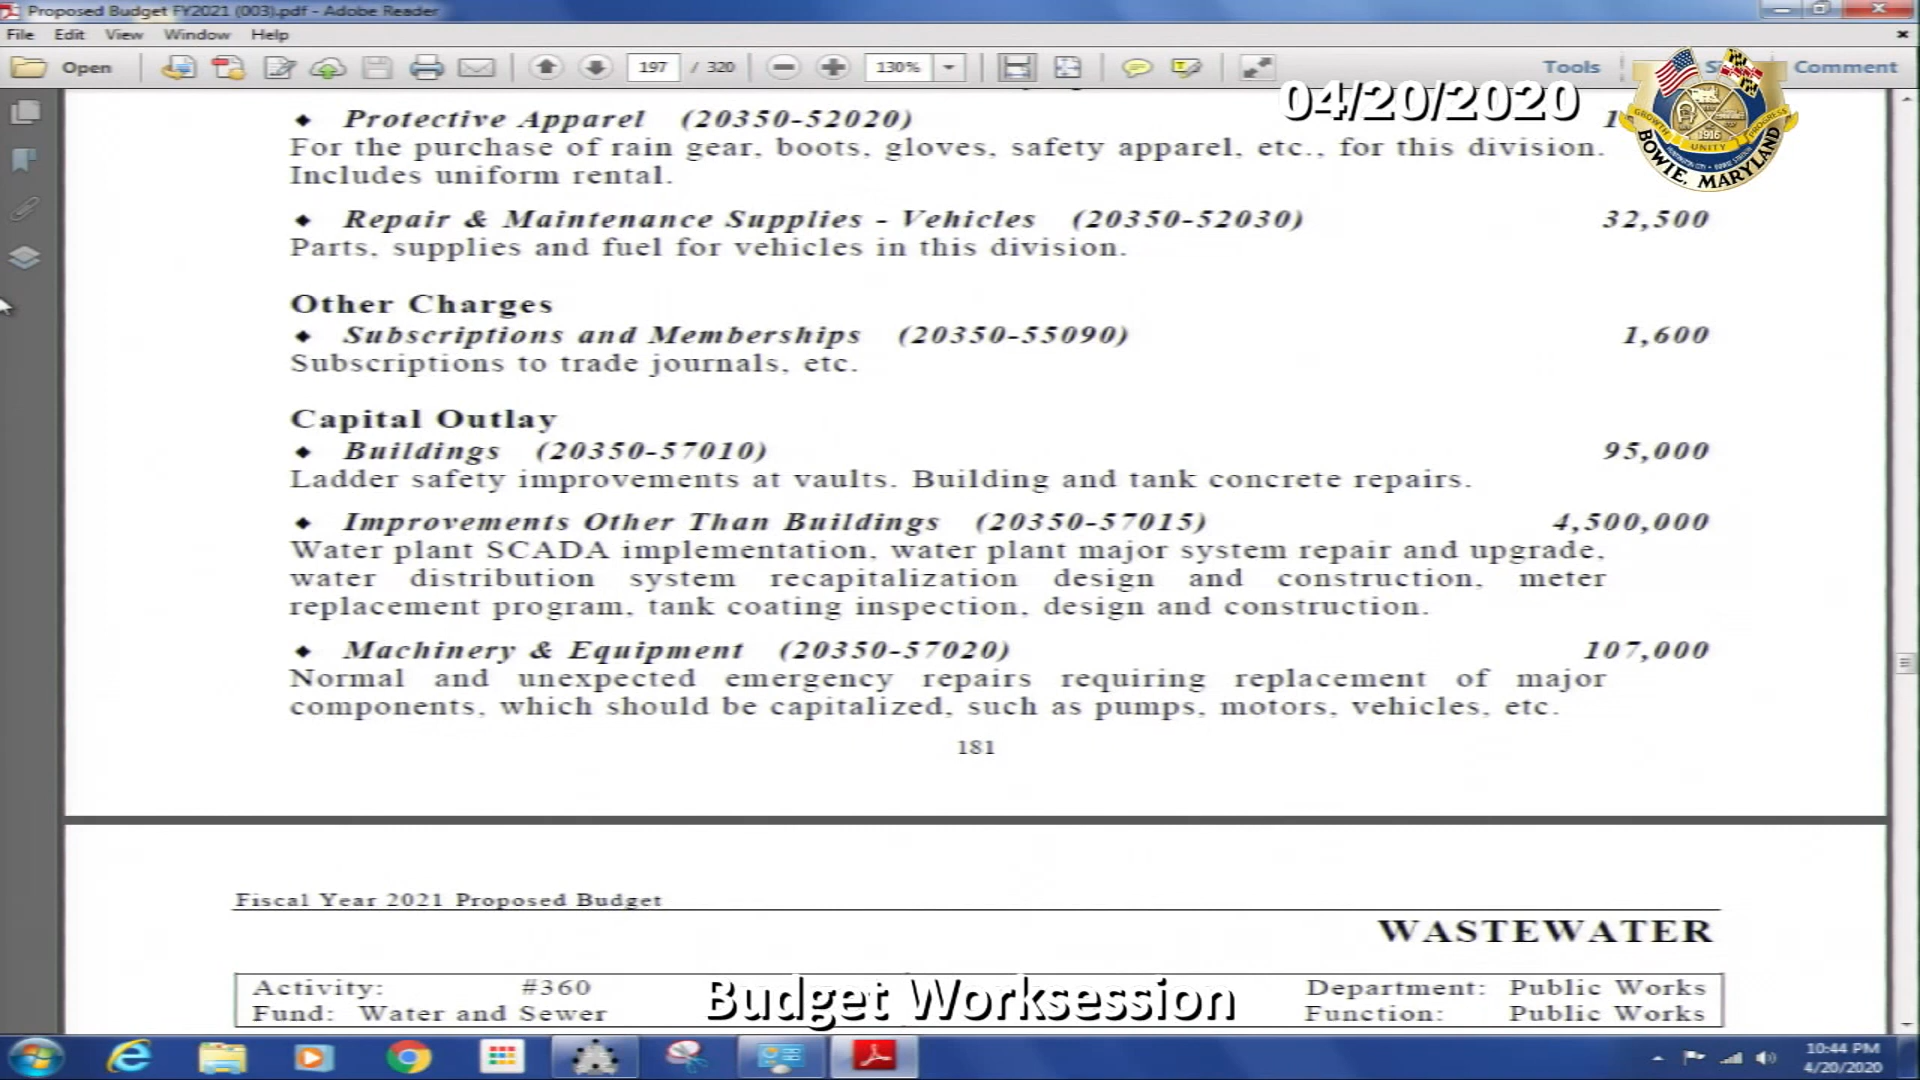 Proposed Budget FY2021 (003).pdf - Adobe Reader
File Edit View Window Help
Open 197 / 320 130% Tools Comment
04/20/2020
GROWTH UNITY PROGRESS
1916
BOWIE, MARYLAND
◆ Protective Apparel (20350-52020)
For the purchase of rain gear, boots, gloves, safety apparel, etc., for this division.
Includes uniform rental.
◆ Repair & Maintenance Supplies - Vehicles (20350-52030) 32,500
Parts, supplies and fuel for vehicles in this division.
Other Charges
◆ Subscriptions and Memberships (20350-55090) 1,600
Subscriptions to trade journals, etc.
Capital Outlay
◆ Buildings (20350-57010) 95,000
Ladder safety improvements at vaults. Building and tank concrete repairs.
◆ Improvements Other Than Buildings (20350-57015) 4,500,000
Water plant SCADA implementation, water plant major system repair and upgrade,
water distribution system recapitalization design and construction, meter
replacement program, tank coating inspection, design and construction.
◆ Machinery & Equipment (20350-57020) 107,000
Normal and unexpected emergency repairs requiring replacement of major
components, which should be capitalized, such as pumps, motors, vehicles, etc.
181
Fiscal Year 2021 Proposed Budget
WASTEWATER
Activity: #360 Department: Public Works
Fund: Water and Sewer Function: Public Works
Budget Worksession
10:44 PM
4/20/2020